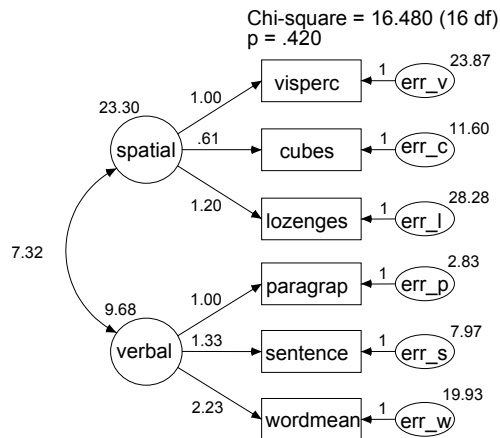 Chi-square = 16.480 (16 df)
p = .420
23.87
1.00
visperc
1
err_v
23.30
11.60
spatial
.61
cubes
1
err_c
28.28
1.20
lozenges
1
err_l
7.32
2.83
1.00
paragrap
1
err_p
9.68
7.97
verbal
1.33
sentence
1
err_s
19.93
2.23
wordmean
1
err_w